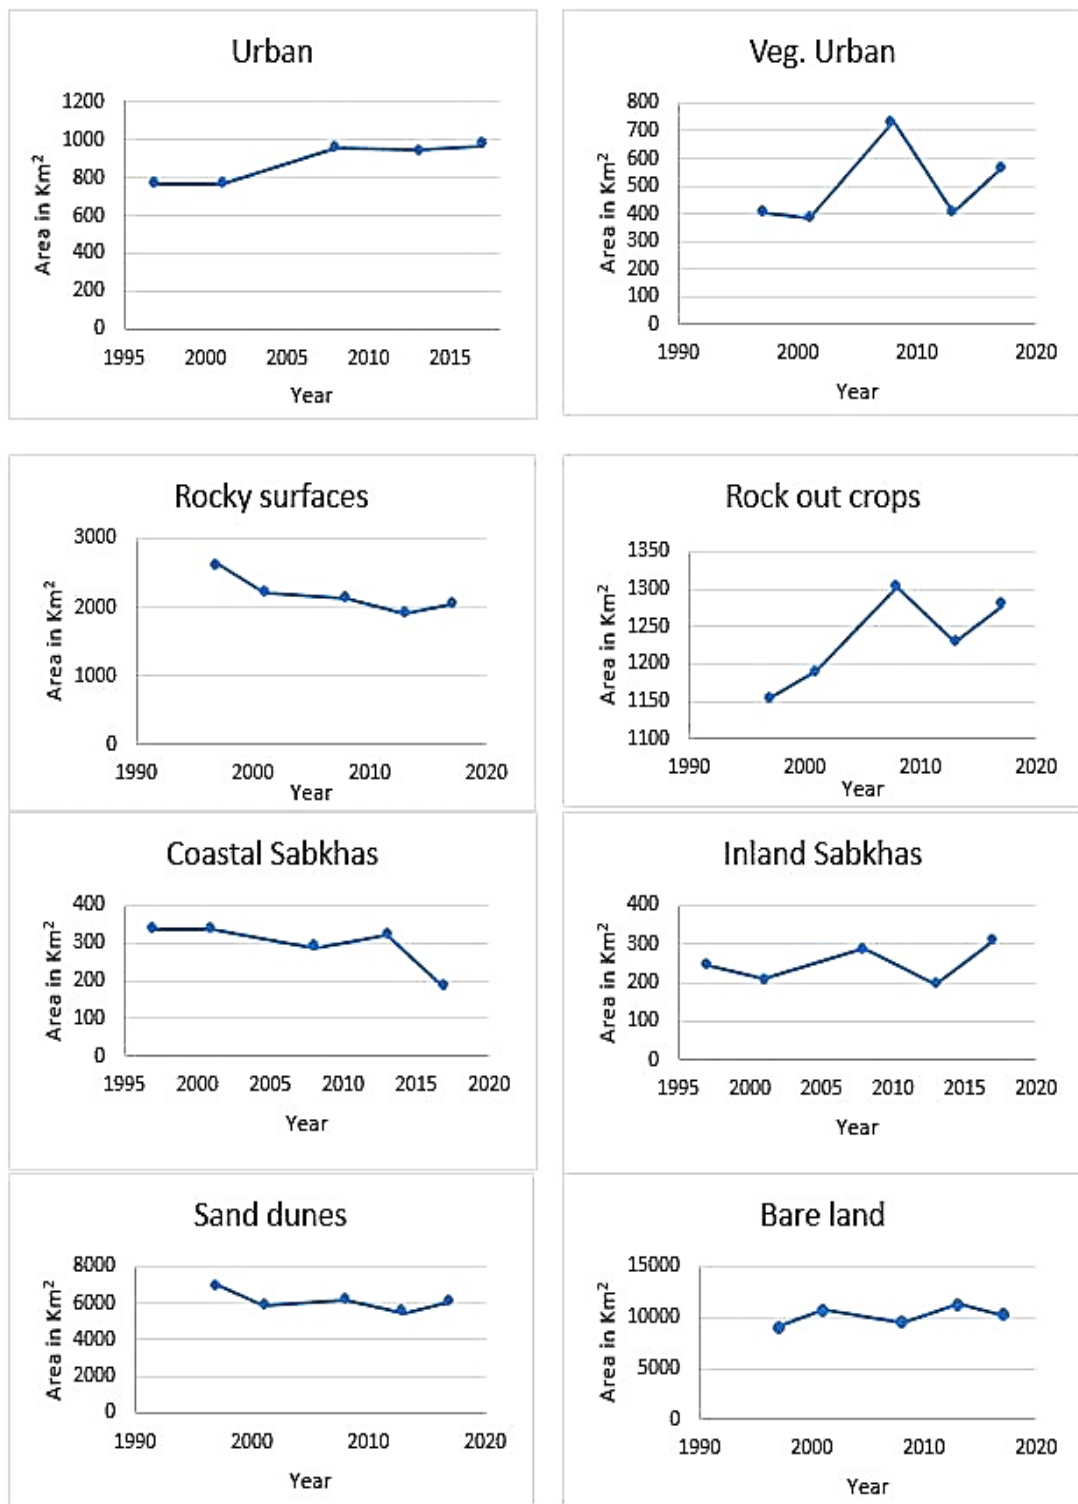 Urban
1200
1000
800
600
400
200
0
Area in Km²
1995 2000 2005 2010 2015
Year
Veg. Urban
800
700
600
500
400
300
200
100
0
Area in Km²
1990 2000 2010 2020
Year
Rocky surfaces
3000
2000
1000
0
Area in Km²
1990 2000 2010 2020
Year
Rock out crops
1350
1300
1250
1200
1150
1100
Area in Km²
1990 2000 2010 2020
Year
Coastal Sabkhas
400
300
200
100
0
Area in Km²
1995 2000 2005 2010 2015 2020
Year
Inland Sabkhas
400
300
200
100
0
Area in Km²
1995 2000 2005 2010 2015 2020
Year
Sand dunes
8000
6000
4000
2000
0
Area in Km²
1990 2000 2010 2020
Year
Bare land
15000
10000
5000
0
Area in Km²
1990 2000 2010 2020
Year